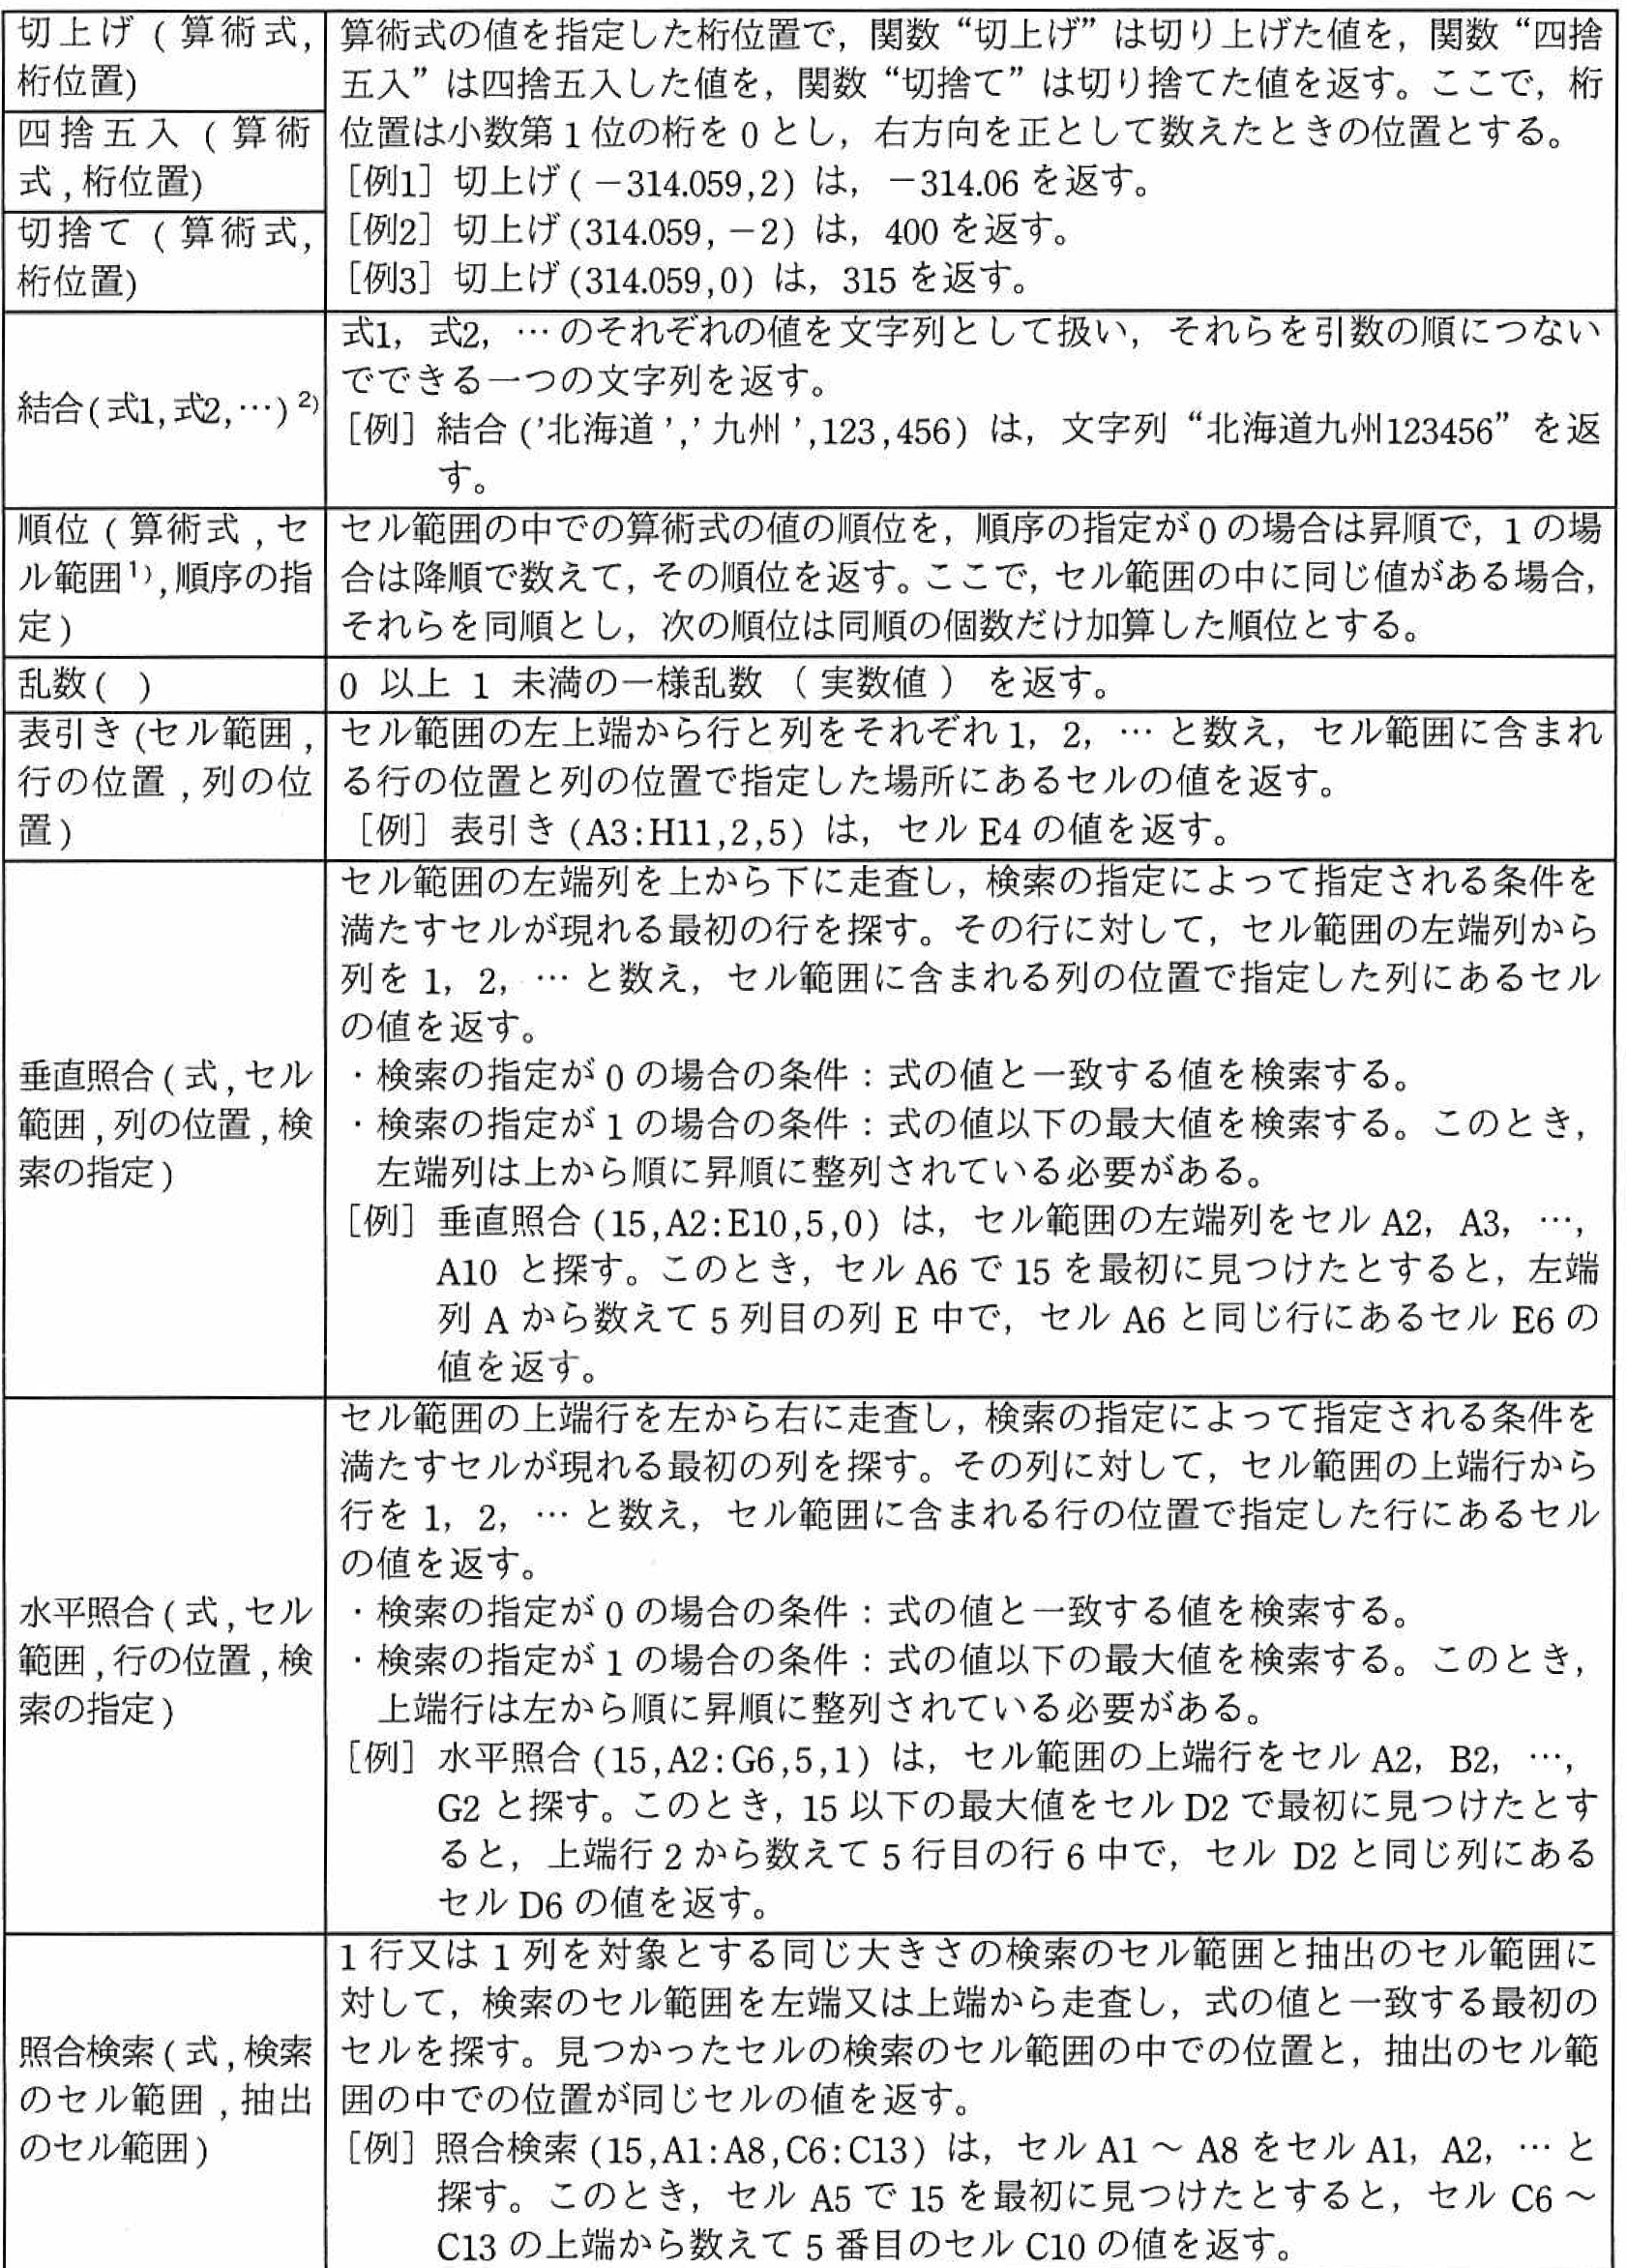 切上げ(算術式,
桁位置)
四捨五入(算術
式,桁位置)
切捨て(算術式,
桁位置)
算術式の値を指定した桁位置で，関数“切上げ”は切り上げた値を，関数“四捨
五入”は四捨五入した値を，関数“切捨て”は切り捨てた値を返す。ここで，桁
位置は小数第1位の桁を0とし，右方向を正として数えたときの位置とする。
［例1］切上げ(－314.059,2) は，－314.06を返す。
［例2］切上げ(314.059,－2) は，400を返す。
［例3］切上げ(314.059,0) は，315を返す。
結合(式1,式2,…)2)
式1，式2，…のそれぞれの値を文字列として扱い，それらを引数の順につない
でできる一つの文字列を返す。
［例］結合('北海道','九州',123,456) は，文字列“北海道九州123456”を返
す。
順位(算術式,セ
ル範囲1),順序の指
定)
セル範囲の中での算術式の値の順位を，順序の指定が0の場合は昇順で，1の場
合は降順で数えて，その順位を返す。ここで，セル範囲の中に同じ値がある場合，
それらを同順とし，次の順位は同順の個数だけ加算した順位とする。
乱数( )
0 以上 1 未満の一様乱数（実数値）を返す。
表引き(セル範囲,
行の位置,列の位
置)
セル範囲の左上端から行と列をそれぞれ1，2，…と数え，セル範囲に含まれ
る行の位置と列の位置で指定した場所にあるセルの値を返す。
［例］表引き(A3:H11,2,5) は，セルE4の値を返す。
垂直照合(式,セル
範囲,列の位置,検
索の指定)
セル範囲の左端列を上から下に走査し，検索の指定によって指定される条件を
満たすセルが現れる最初の行を探す。その行に対して，セル範囲の左端列から
列を1，2，…と数え，セル範囲に含まれる列の位置で指定した列にあるセル
の値を返す。
・検索の指定が0の場合の条件：式の値と一致する値を検索する。
・検索の指定が1の場合の条件：式の値以下の最大値を検索する。このとき，
左端列は上から順に昇順に整列されている必要がある。
［例］垂直照合(15,A2:E10,5,0) は，セル範囲の左端列をセルA2，A3，…，
A10 と探す。このとき，セルA6で15を最初に見つけたとすると，左端
列Aから数えて5列目の列E中で，セルA6と同じ行にあるセルE6の
値を返す。
水平照合(式,セル
範囲,行の位置,検
索の指定)
セル範囲の上端行を左から右に走査し，検索の指定によって指定される条件を
満たすセルが現れる最初の列を探す。その列に対して，セル範囲の上端行から
行を1，2，…と数え，セル範囲に含まれる行の位置で指定した行にあるセル
の値を返す。
・検索の指定が0の場合の条件：式の値と一致する値を検索する。
・検索の指定が1の場合の条件：式の値以下の最大値を検索する。このとき，
上端行は左から順に昇順に整列されている必要がある。
［例］水平照合(15,A2:G6,5,1) は，セル範囲の上端行をセルA2，B2，…，
G2と探す。このとき，15以下の最大値をセルD2で最初に見つけたとす
ると，上端行2から数えて5行目の行6中で，セル D2と同じ列にある
セルD6の値を返す。
照合検索(式,検索
のセル範囲,抽出
のセル範囲)
1行又は1列を対象とする同じ大きさの検索のセル範囲と抽出のセル範囲に
対して，検索のセル範囲を左端又は上端から走査し，式の値と一致する最初の
セルを探す。見つかったセルの検索のセル範囲の中での位置と，抽出のセル範
囲の中での位置が同じセルの値を返す。
［例］照合検索(15,A1:A8,C6:C13) は，セルA1～A8をセルA1，A2，…と
探す。このとき，セルA5で15を最初に見つけたとすると，セル C6～
C13の上端から数えて5番目のセルC10の値を返す。